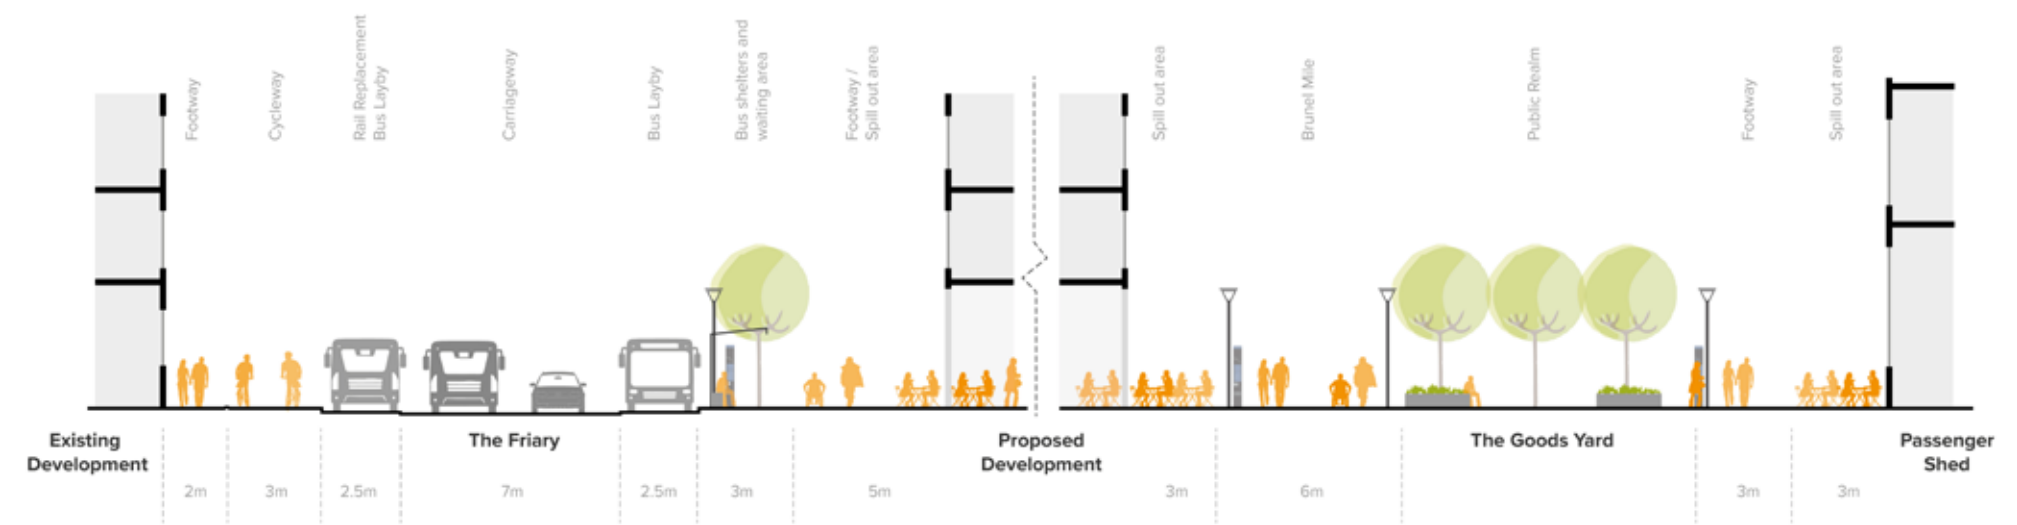 Footway
Cycleway
Rail Replacement
Bus Layby
Carriageway
Bus Layby
Bus shelters and
waiting area
Footway /
Spill out area
Spill out area
Brunel Mile
Public Realm
Footway
Spill out area
Existing
Development
The Friary
Proposed
Development
The Goods Yard
Passenger
Shed
2m
3m
2.5m
7m
2.5m
3m
5m
3m
6m
3m
3m